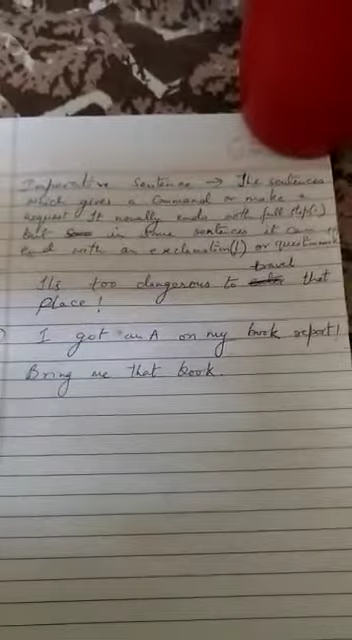 Imperative Sentence → The sentences
which gives a Command or make a
request. It usually ends with full stop(.)
but in some sentences it can
end with an exclamation(!) or question mark
Its too dangerous to travel that
place!
I got an A on my book report!
Bring me that book.